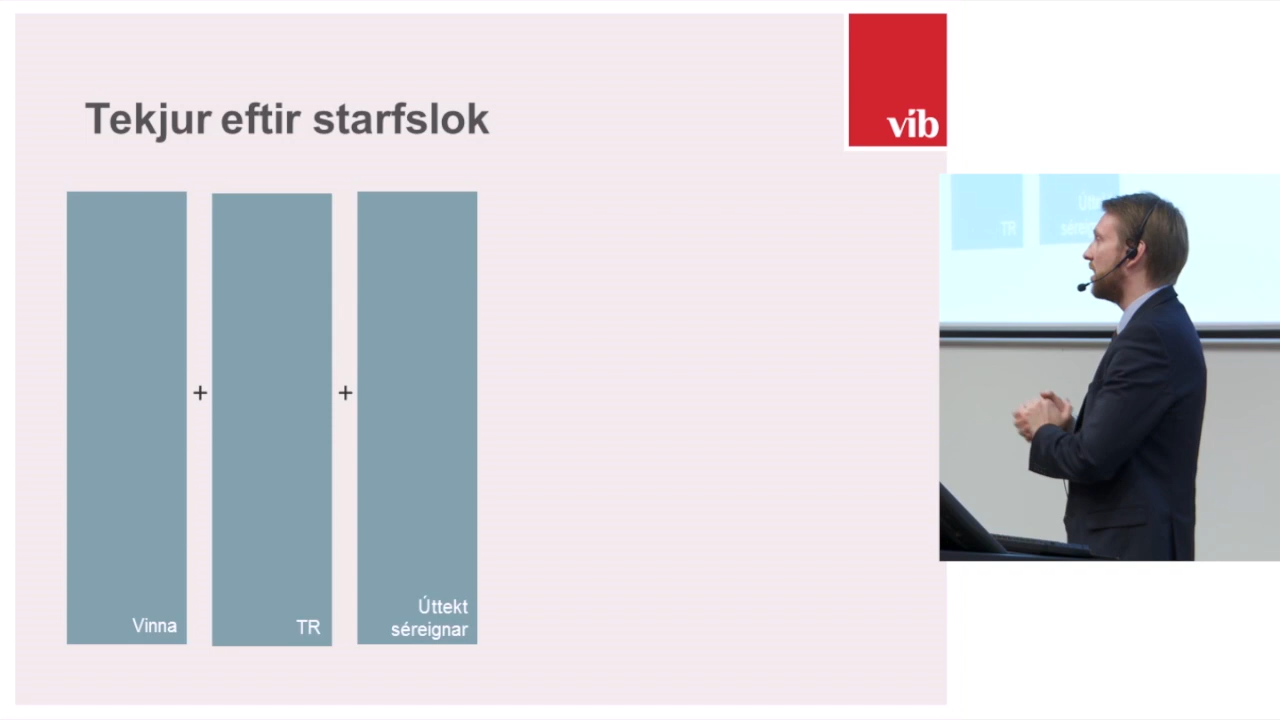 Tekjur eftir starfslok
vib
+
+
Vinna
TR
Úttekt
séreignar
TR